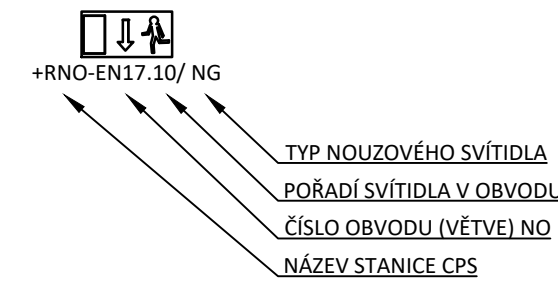 +RNO-EN17.10/ NG
TYP NOUZOVÉHO SVÍTIDLA
POŘADÍ SVÍTIDLA V OBVODU
ČÍSLO OBVODU (VĚTVE) NO
NÁZEV STANICE CPS